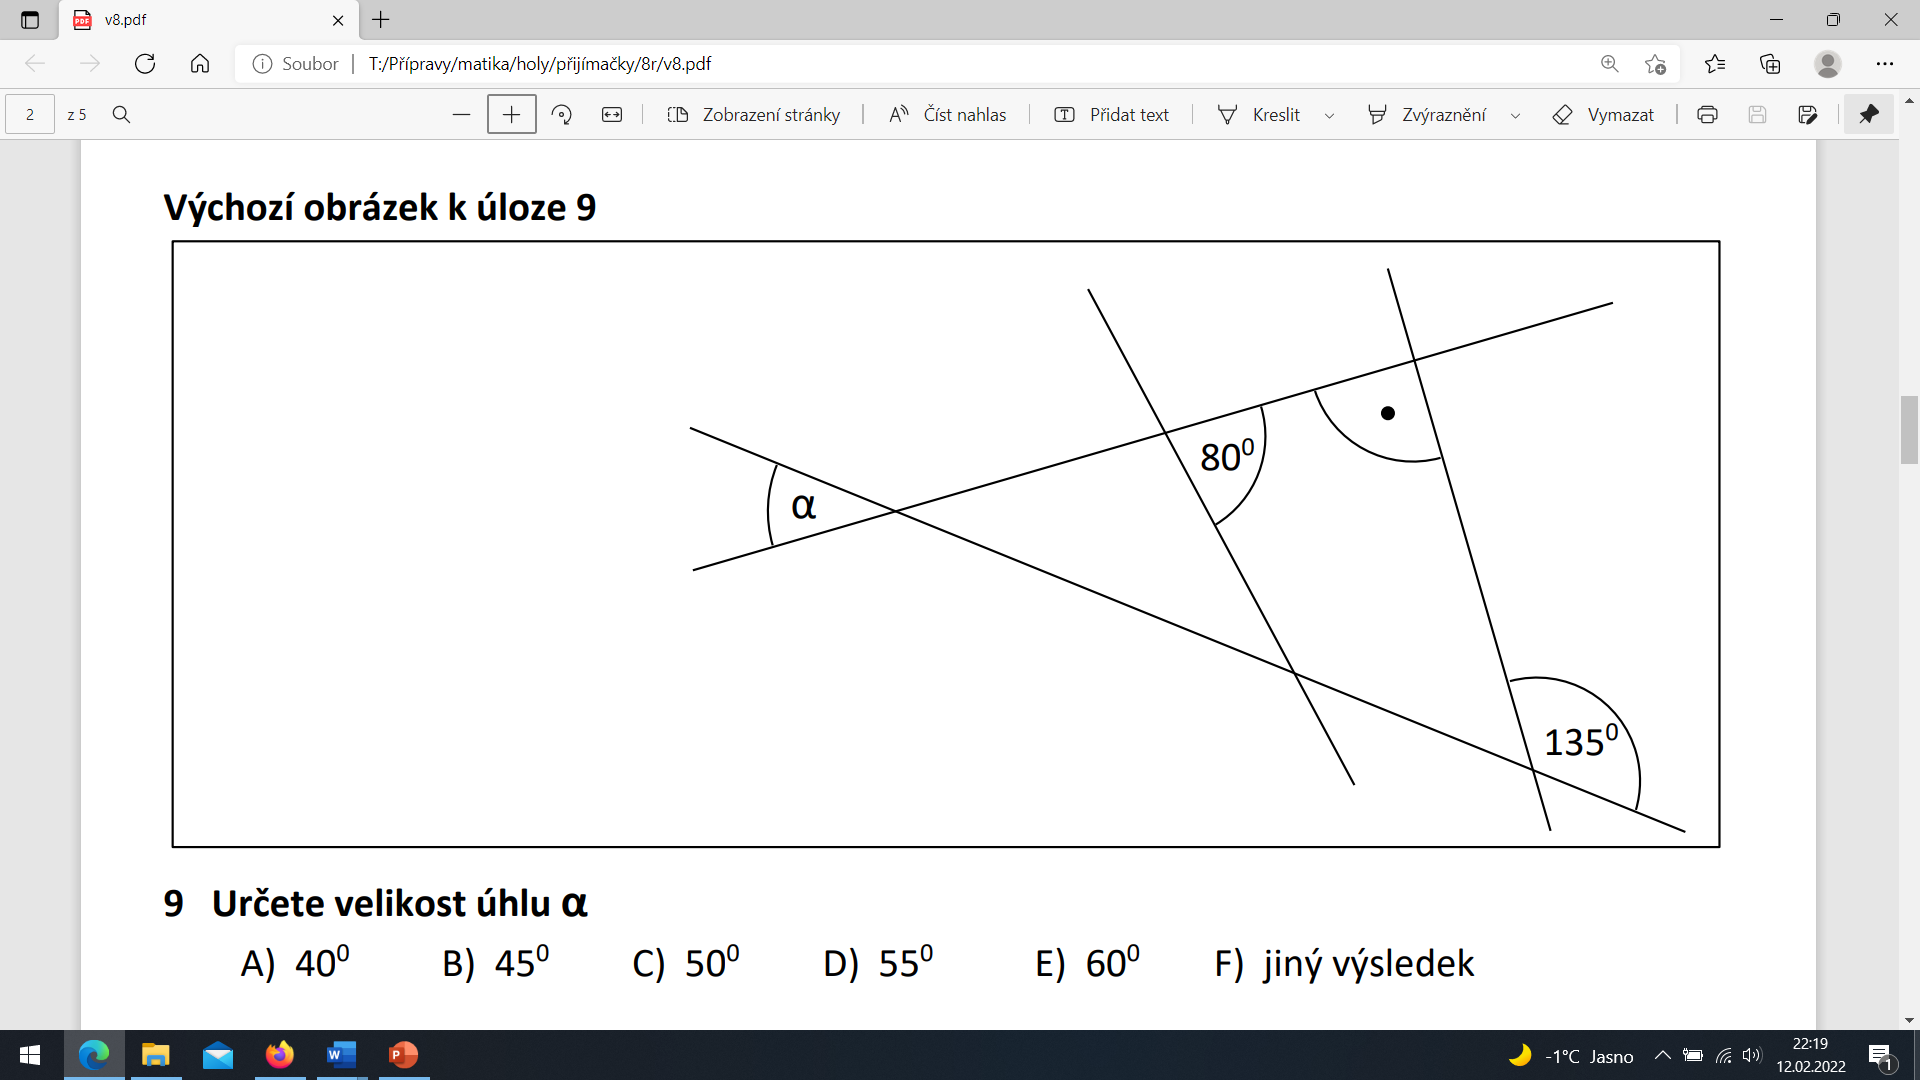 v8.pdf
Soubor T:/Přípravy/matika/holy/přijímačky/8r/v8.pdf
2 z 5 Zobrazení stránky Číst nahlas Přidat text Kreslit Zvýraznění Vymazat
Výchozí obrázek k úloze 9
80⁰
α
135⁰
9 Určete velikost úhlu α
A) 40⁰ B) 45⁰ C) 50⁰ D) 55⁰ E) 60⁰ F) jiný výsledek
-1°C Jasno
22:19
12.02.2022
1